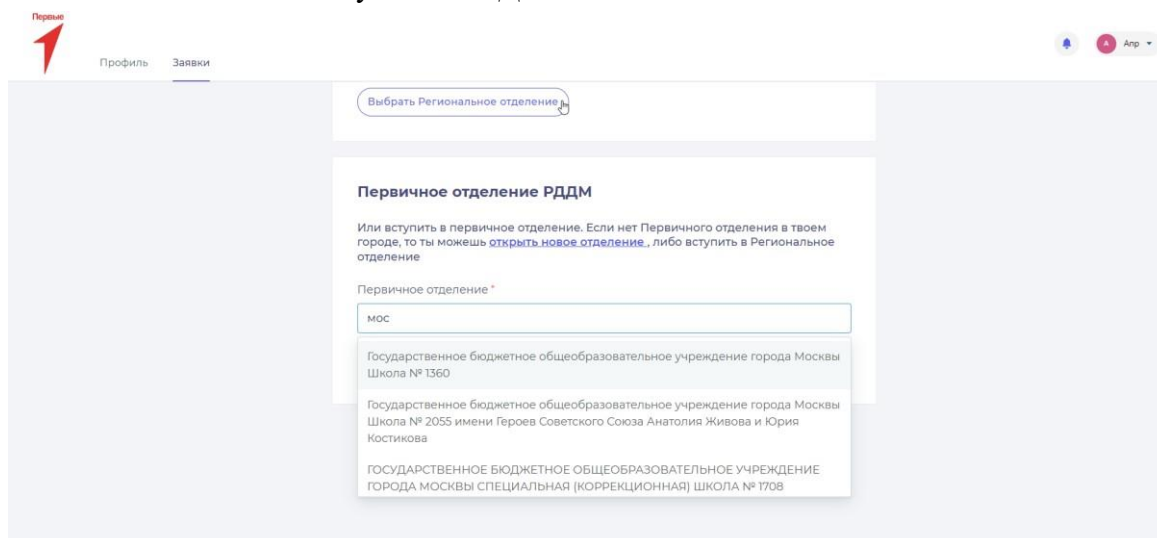 Первые
Профиль Заявки
А Апр
Выбрать Региональное отделение
Первичное отделение РДДМ
Или вступить в первичное отделение. Если нет Первичного отделения в твоем
городе, то ты можешь открыть новое отделение , либо вступить в Региональное
отделение
Первичное отделение *
мос
Государственное бюджетное общеобразовательное учреждение города Москвы
Школа № 1360
Государственное бюджетное общеобразовательное учреждение города Москвы
Школа № 2055 имени Героев Советского Союза Анатолия Живова и Юрия
Костикова
ГОСУДАРСТВЕННОЕ БЮДЖЕТНОЕ ОБЩЕОБРАЗОВАТЕЛЬНОЕ УЧРЕЖДЕНИЕ
ГОРОДА МОСКВЫ СПЕЦИАЛЬНАЯ (КОРРЕКЦИОННАЯ) ШКОЛА № 1708